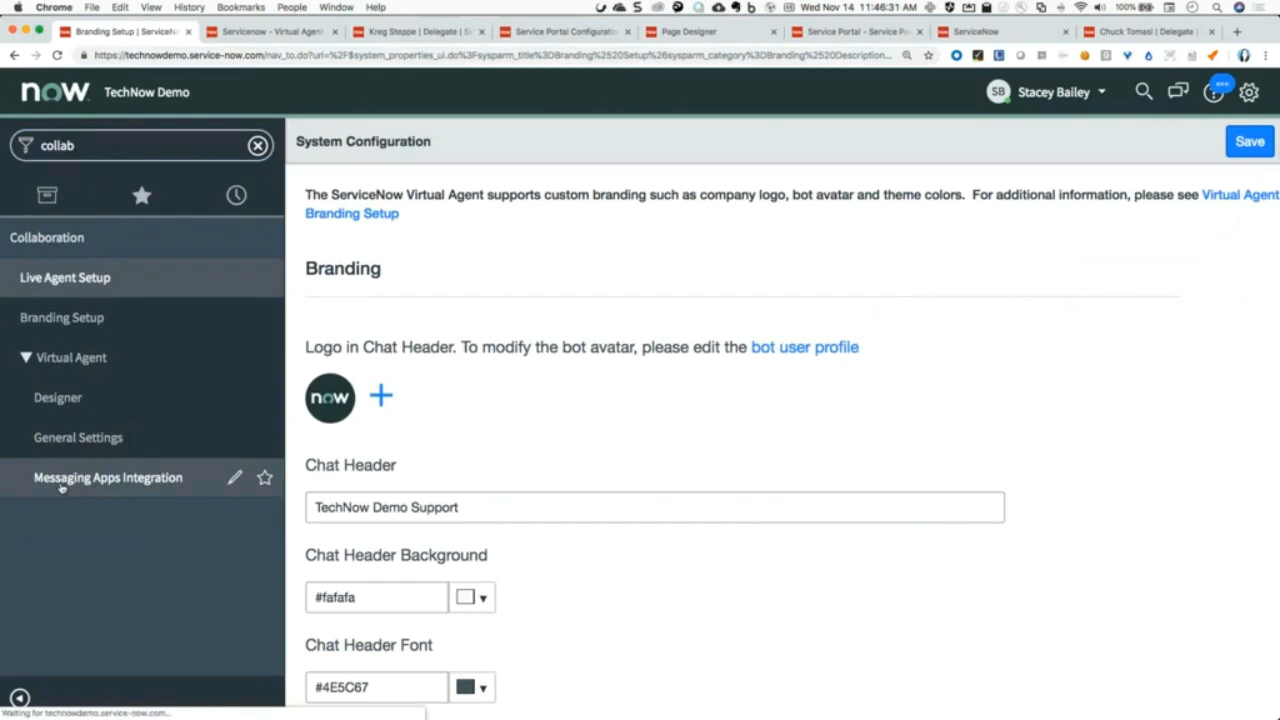 Chrome File Edit View History Bookmarks People Window Help
100% Wed Nov 14 11:46:31 AM
Branding Setup | ServiceN
Servicenow - Virtual Agent
Kreg Steppe | Delegate | Se
Service Portal Configuration
Page Designer
Service Portal - Service Po
ServiceNow
Chuck Tomasi | Delegate |
https://technowdemo.service-now.com/nav_to.do?uri=%2F$system_properties_ui.do%3Fsysparm_title%3DBranding%2520Setup%26sysparm_category%3DBranding%2520Description...
now TechNow Demo
SB Stacey Bailey
collab
System Configuration
Save
The ServiceNow Virtual Agent supports custom branding such as company logo, bot avatar and theme colors. For additional information, please see Virtual Agent
Branding Setup
Collaboration
Live Agent Setup
Branding Setup
Virtual Agent
Designer
General Settings
Messaging Apps Integration
Branding
Logo in Chat Header. To modify the bot avatar, please edit the bot user profile
now
Chat Header
TechNow Demo Support
Chat Header Background
#fafafa
Chat Header Font
#4E5C67
Waiting for technowdemo.service-now.com...